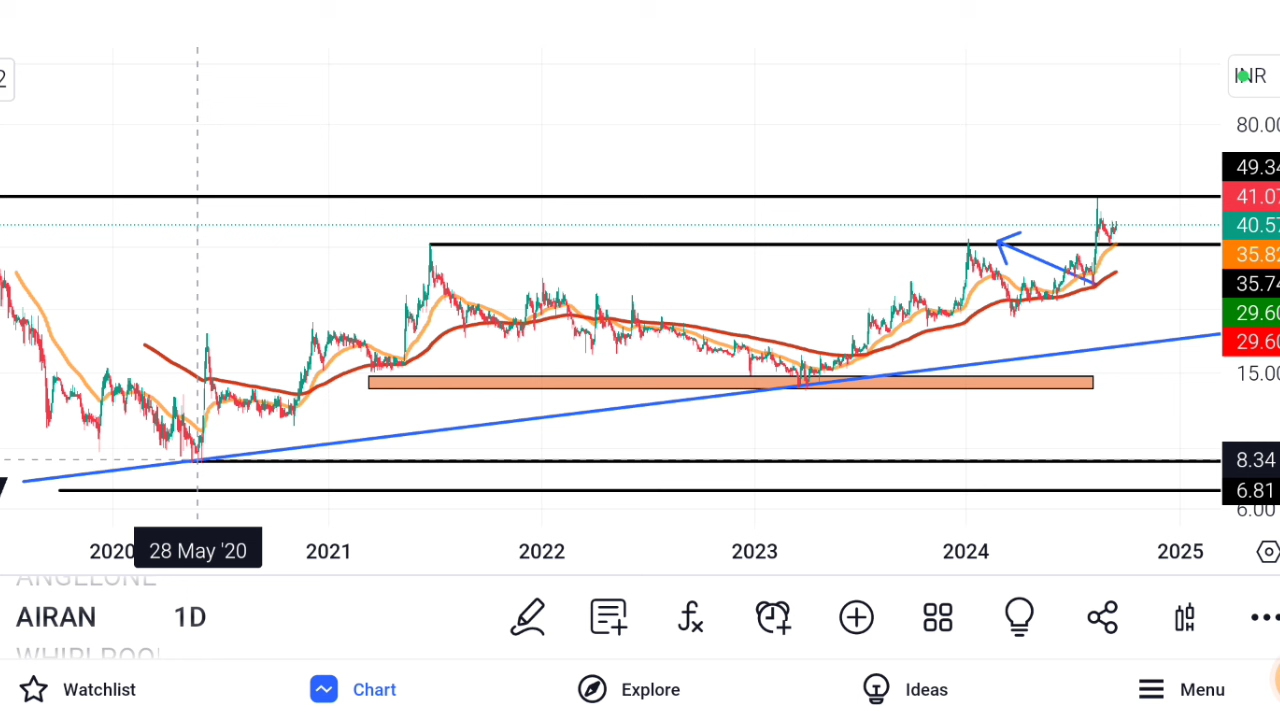 2
INR
80.00
49.34
41.07
40.57
35.82
35.74
29.60
29.60
15.00
8.34
6.81
6.00
2020 28 May '20 2021 2022 2023 2024 2025
ANGELONE
AIRAN 1D
Watchlist Chart Explore Ideas Menu